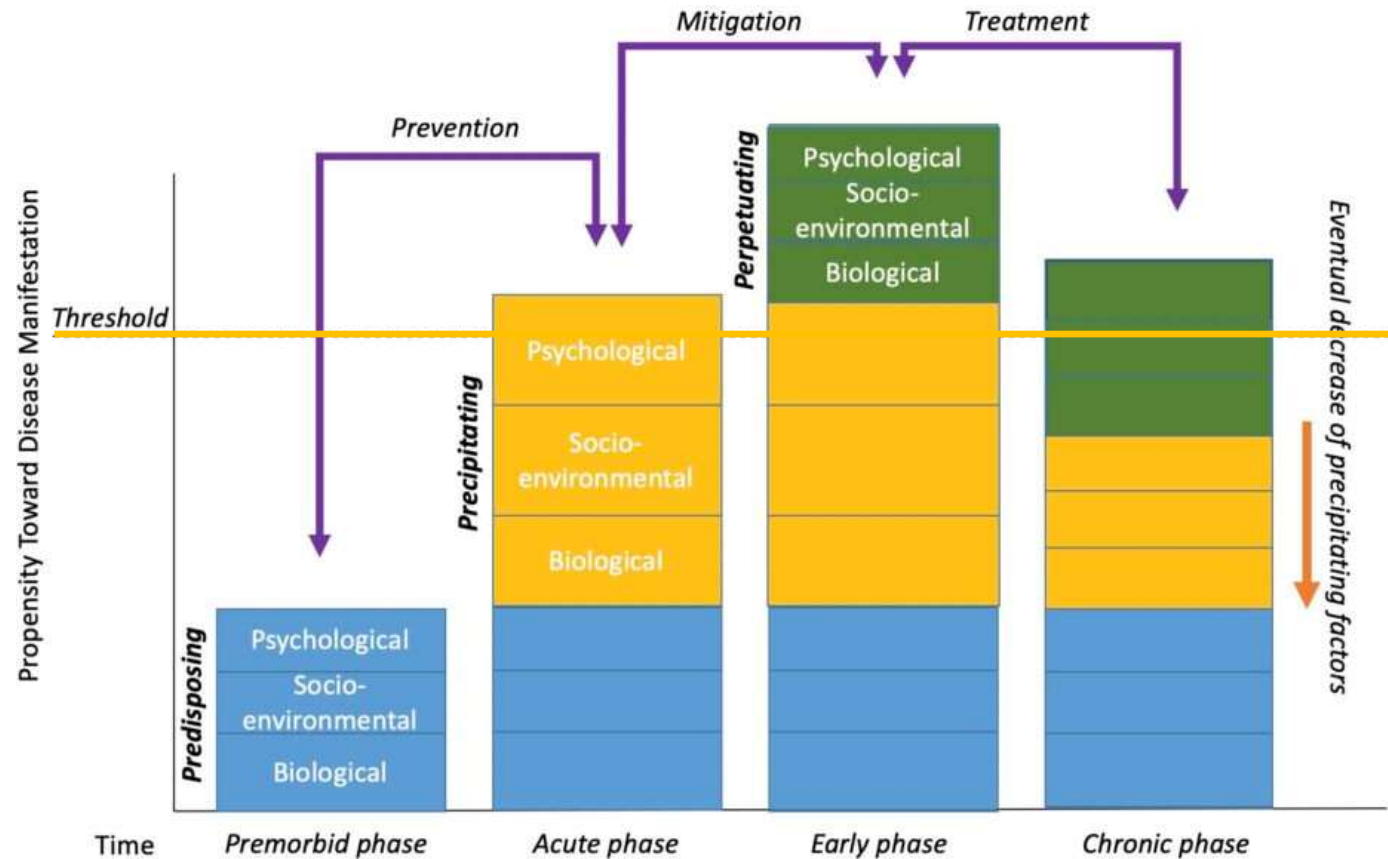 Mitigation
Treatment
Prevention
Propensity Toward Disease Manifestation
Threshold
Predisposing
Psychological
Socio-
environmental
Biological
Precipitating
Psychological
Socio-
environmental
Biological
Perpetuating
Psychological
Socio-
environmental
Biological
Eventual decrease of precipitating factors
Time
Premorbid phase
Acute phase
Early phase
Chronic phase